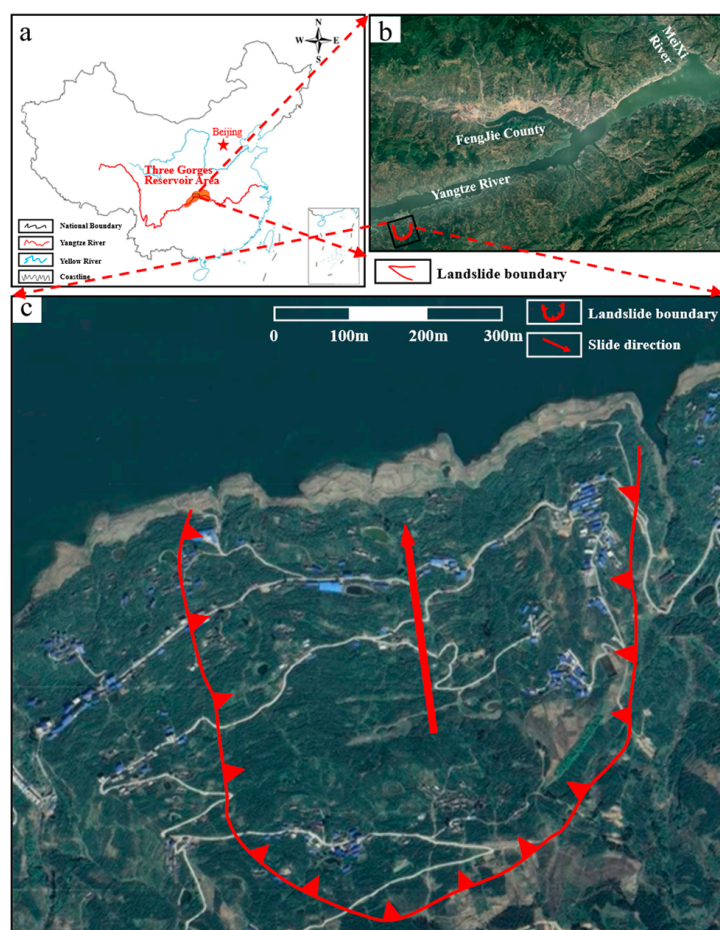 a
N
W E
S
Beijing
Three Gorges
Reservoir Area
National Boundary
Yangtze River
Yellow River
Coastline
b
MeiXi
River
FengJie County
Yangtze River
Landslide boundary
c
0 100m 200m 300m
Landslide boundary
Slide direction